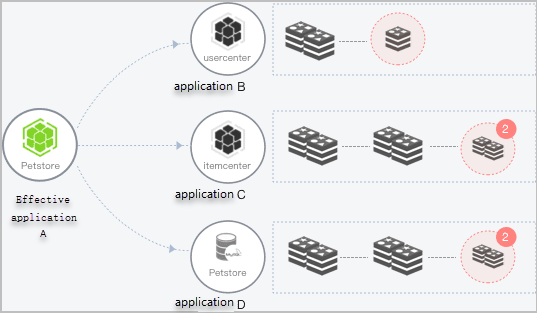 usercenter
application B
2
Petstore
itemcenter
Effective
application
A
application C
2
Petstore
application D